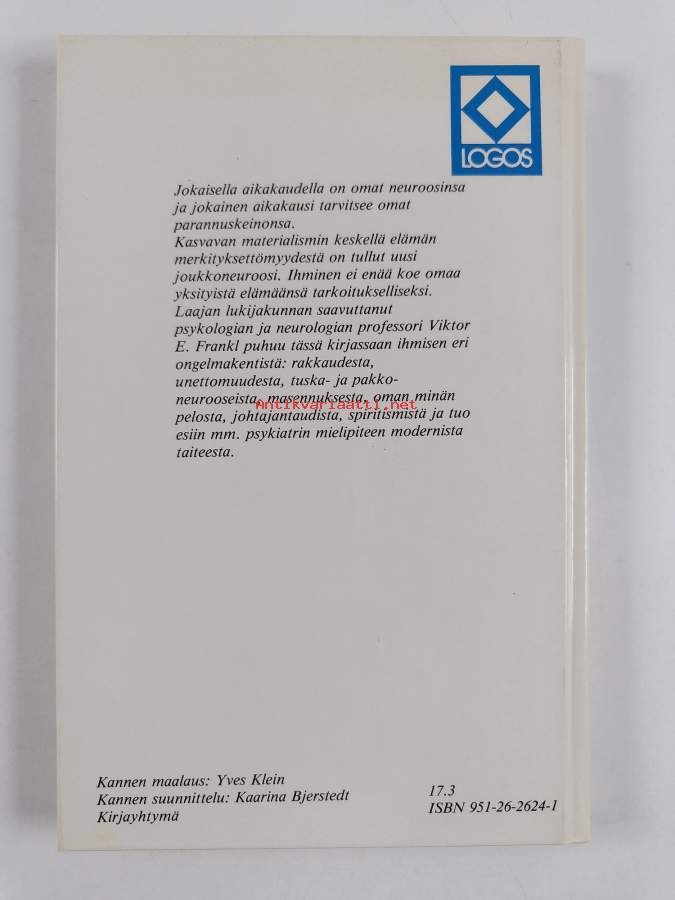 LOGOS
Jokaisella aikakaudella on omat neuroosinsa
ja jokainen aikakausi tarvitsee omat
parannuskeinonsa.
Kasvavan materialismin keskellä elämän
merkityksettömyydestä on tullut uusi
joukkoneuroosi. Ihminen ei enää koe omaa
yksityistä elämäänsä tarkoitukselliseksi.
Laajan lukijakunnan saavuttanut
psykologian ja neurologian professori Viktor
E. Frankl puhuu tässä kirjassaan ihmisen eri
ongelmakentistä: rakkaudesta,
unettomuudesta, tuska- ja pakko-
neurooseista, masennuksesta, oman minän
Antikvariaatti.net
pelosta, johtajantaudista, spiritismistä ja tuo
esiin mm. psykiatrin mielipiteen modernista
taiteesta.
Kannen maalaus: Yves Klein
Kannen suunnittelu: Kaarina Bjerstedt
Kirjayhtymä
17.3
ISBN 951-26-2624-1